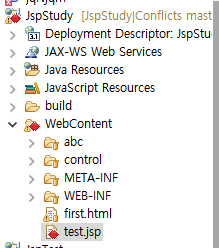 JspStudy [JspStudy|Conflicts mast
Deployment Descriptor: JspStu
JAX-WS Web Services
Java Resources
JavaScript Resources
build
WebContent
abc
control
META-INF
WEB-INF
first.html
test.jsp